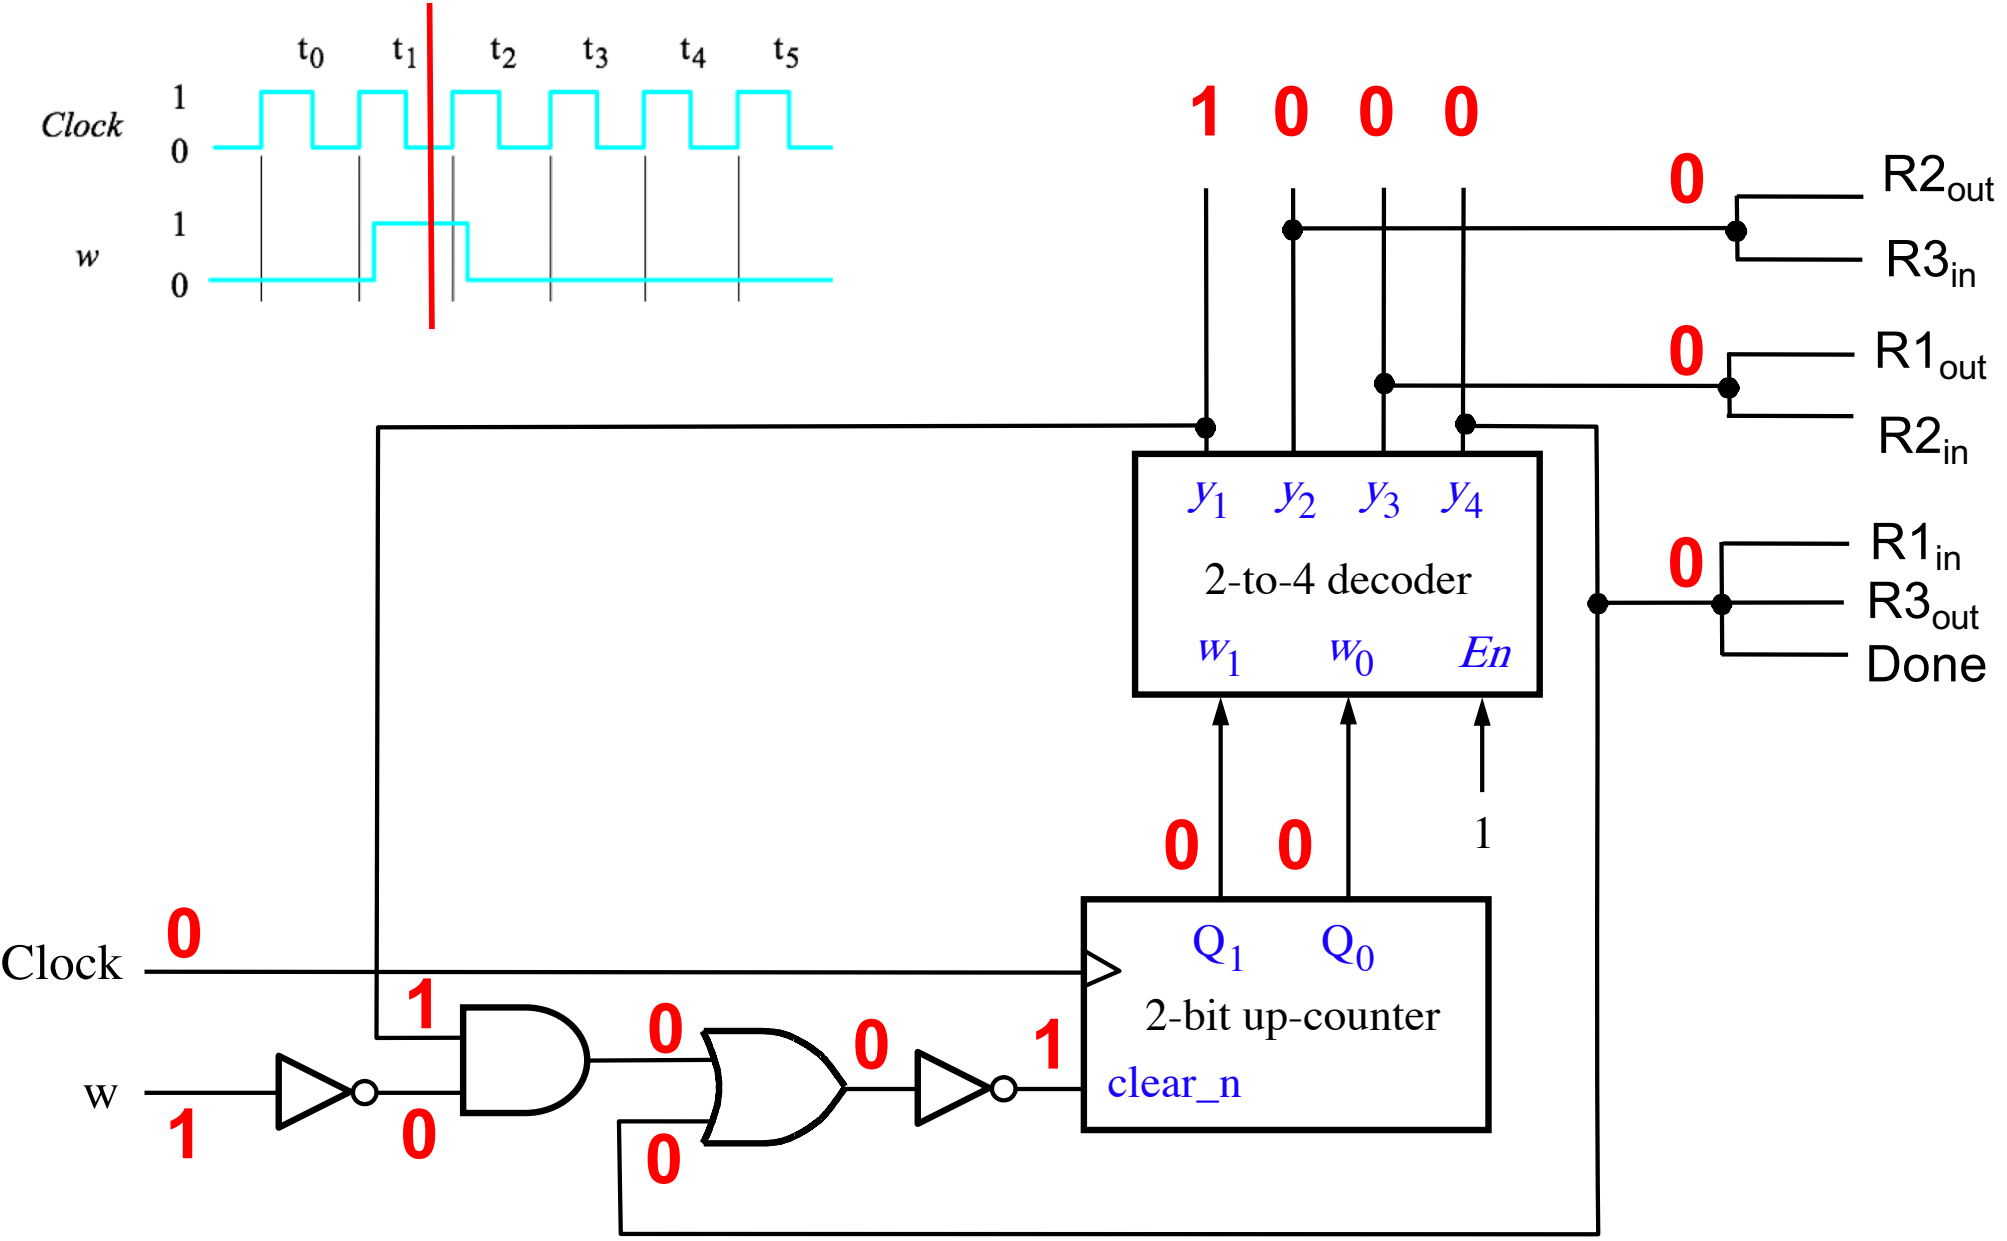 t0 t1 t2 t3 t4 t5
Clock 1
0
w 1
0
1 0 0 0
0 R2out
R3in
0 R1out
R2in
y1 y2 y3 y4
2-to-4 decoder
w1 w0 En
0 R1in
R3out
Done
0 0 1
Clock 0
Q1 Q0
2-bit up-counter
clear_n
1 0 0 1
w 1 0 0